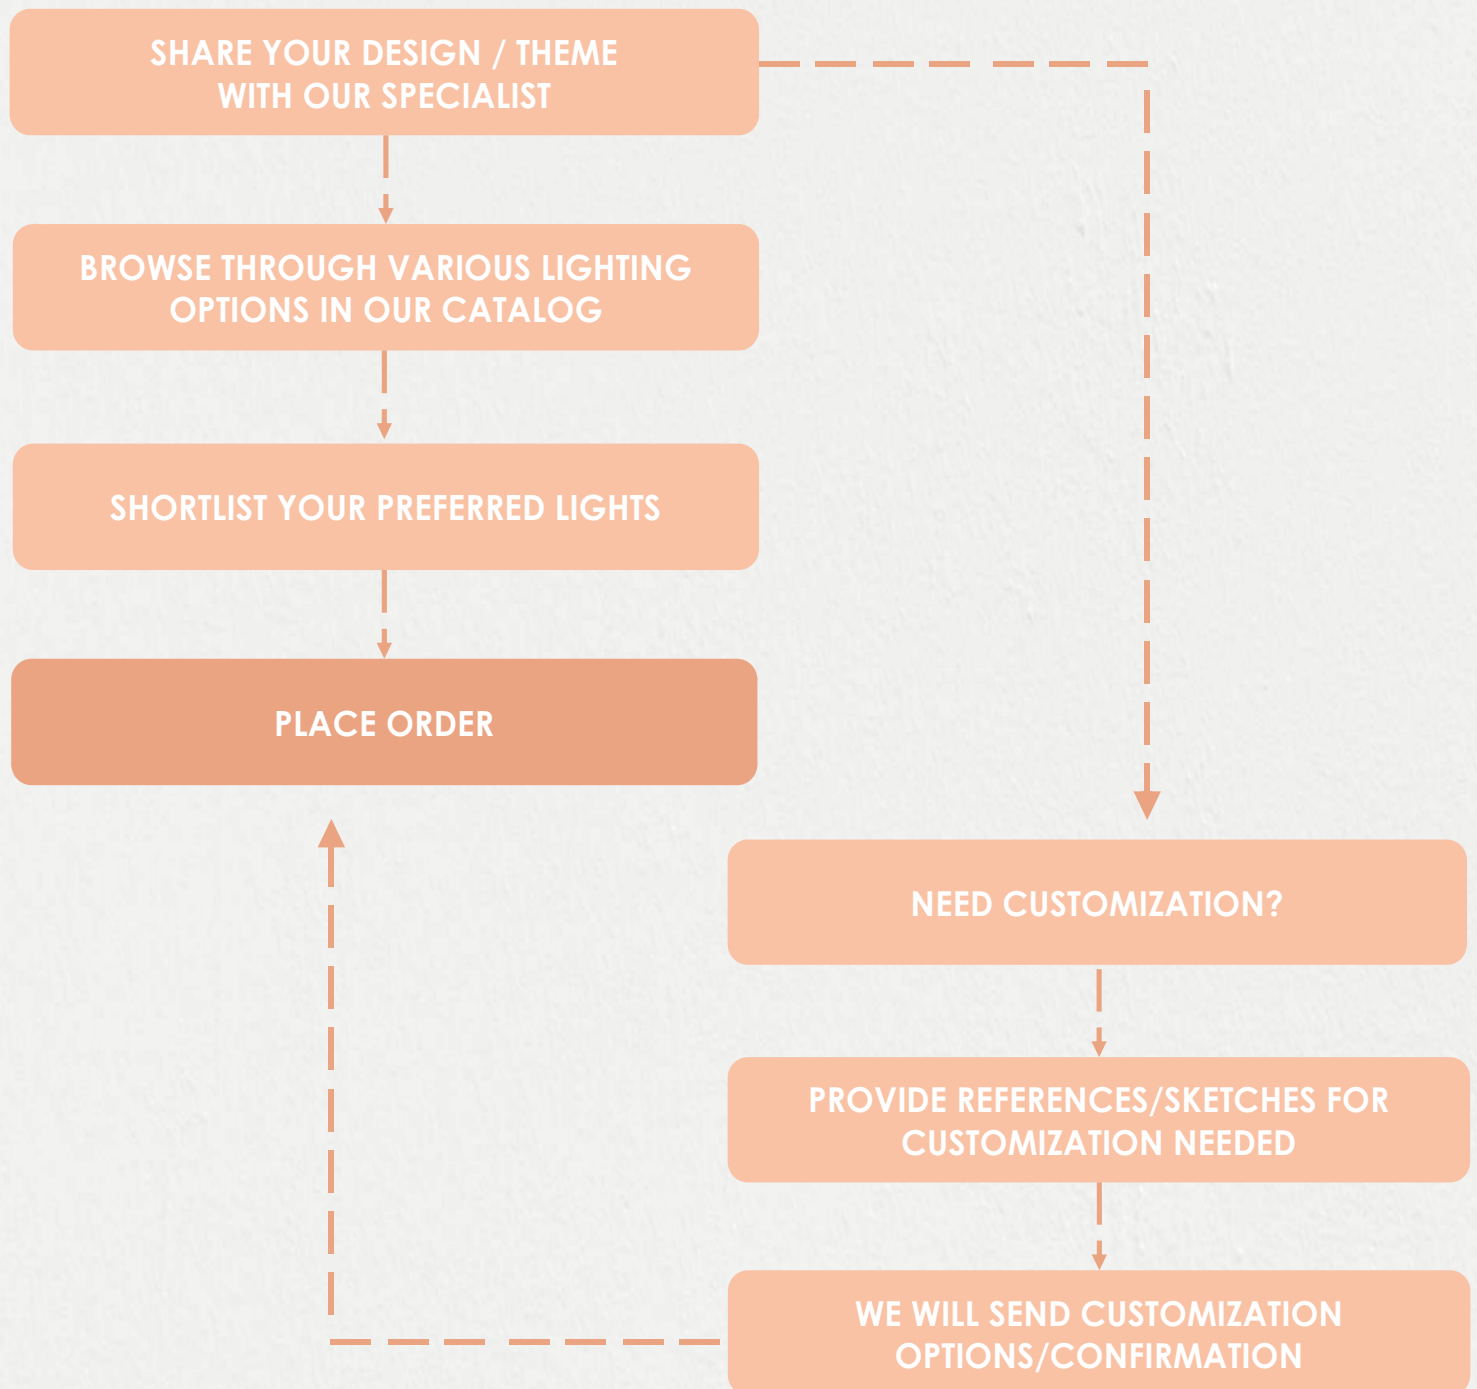 SHARE YOUR DESIGN / THEME
WITH OUR SPECIALIST
BROWSE THROUGH VARIOUS LIGHTING
OPTIONS IN OUR CATALOG
SHORTLIST YOUR PREFERRED LIGHTS
PLACE ORDER
NEED CUSTOMIZATION?
PROVIDE REFERENCES/SKETCHES FOR
CUSTOMIZATION NEEDED
WE WILL SEND CUSTOMIZATION
OPTIONS/CONFIRMATION